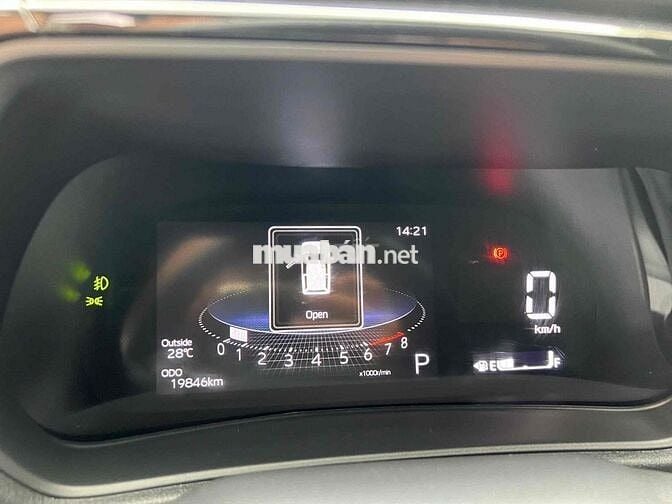 14:21
muaban.net
Open
(P)
0
km/h
Outside
28°C
0 1 2 3 4 5 6 7 8
x1000r/min
P
E F
ODO
19846km